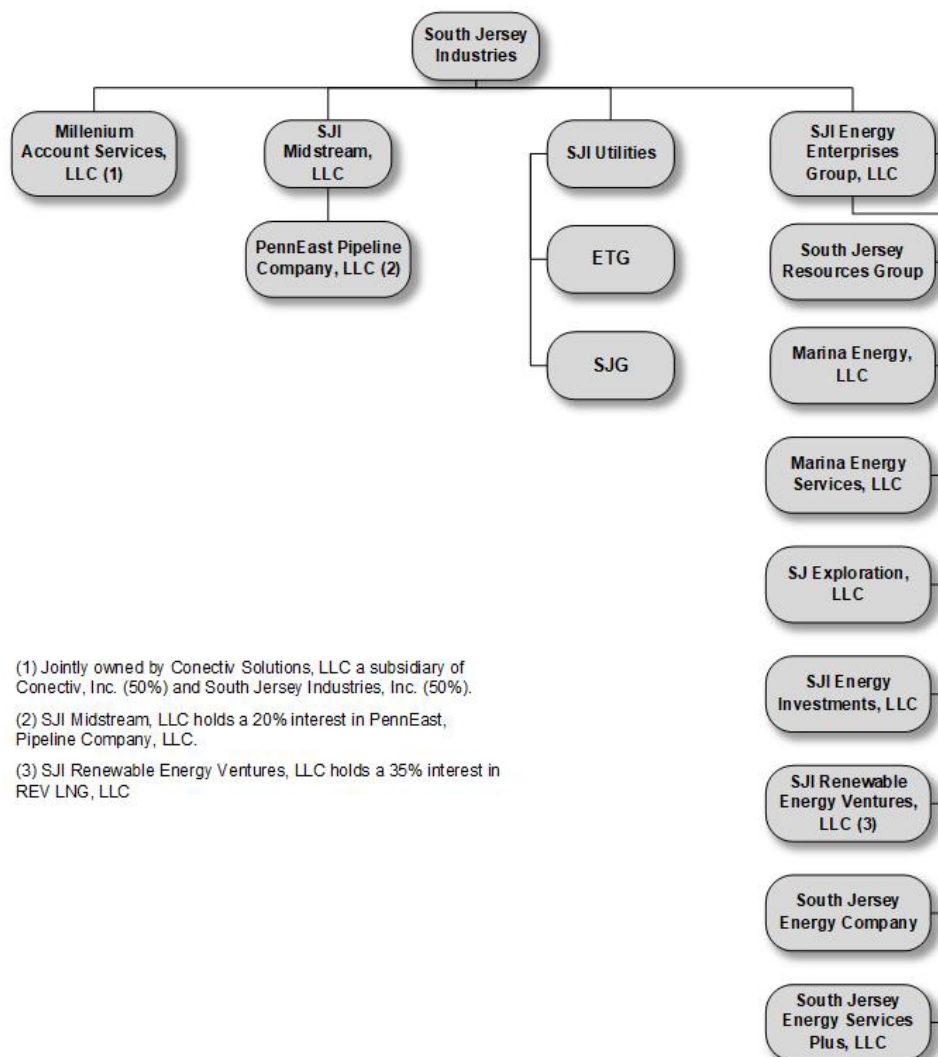 South Jersey
Industries
Millenium
Account Services,
LLC (1)
SJI
Midstream,
LLC
SJI Utilities
SJI Energy
Enterprises
Group, LLC
PennEast Pipeline
Company, LLC (2)
ETG
South Jersey
Resources Group
SJG
Marina Energy,
LLC
Marina Energy
Services, LLC
SJ Exploration,
LLC
(1) Jointly owned by Conectiv Solutions, LLC a subsidiary of
Conectiv, Inc. (50%) and South Jersey Industries, Inc. (50%).
(2) SJI Midstream, LLC holds a 20% interest in PennEast,
Pipeline Company, LLC.
(3) SJI Renewable Energy Ventures, LLC holds a 35% interest in
REV LNG, LLC
SJI Energy
Investments, LLC
SJI Renewable
Energy Ventures,
LLC (3)
South Jersey
Energy Company
South Jersey
Energy Services
Plus, LLC